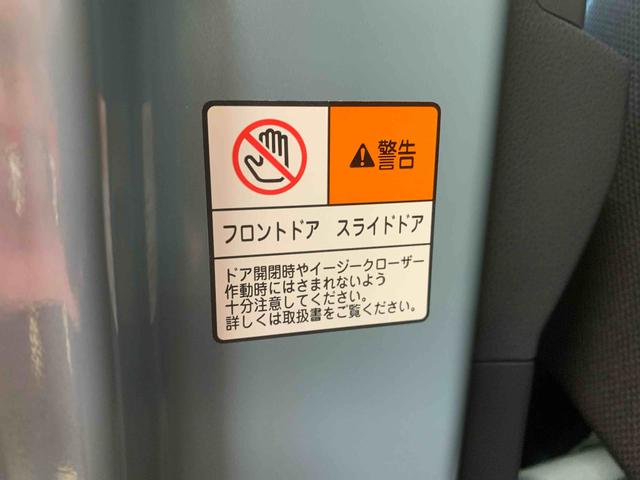 警告
フロントドア　スライドドア
ドア開閉時やイージークローザー
作動時にはさまれないよう
十分注意してください。
詳しくは取扱書をご覧ください。